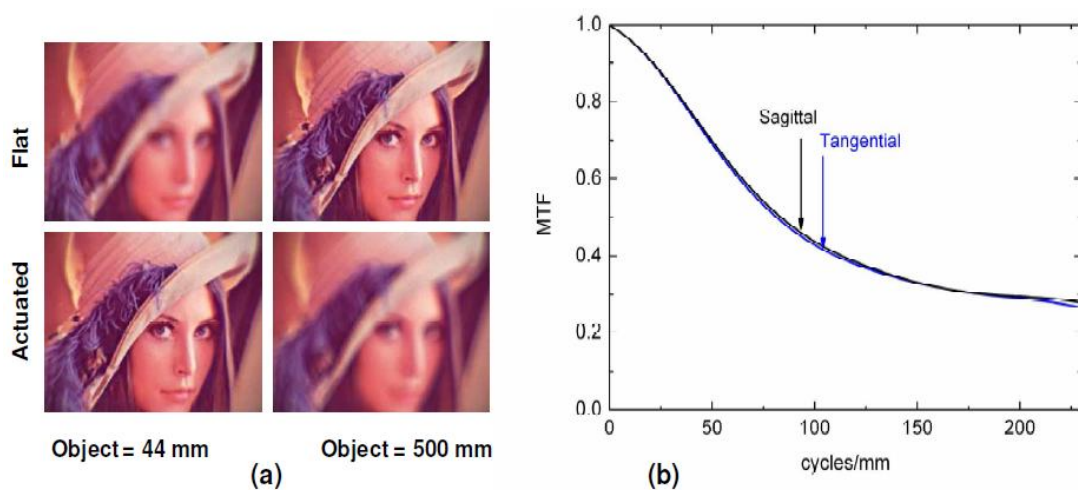 Flat
Actuated
Object = 44 mm
Object = 500 mm
(a)
1.0
0.8
0.6
0.4
0.2
0.0
MTF
Sagittal
Tangential
0
50
100
150
200
cycles/mm
(b)